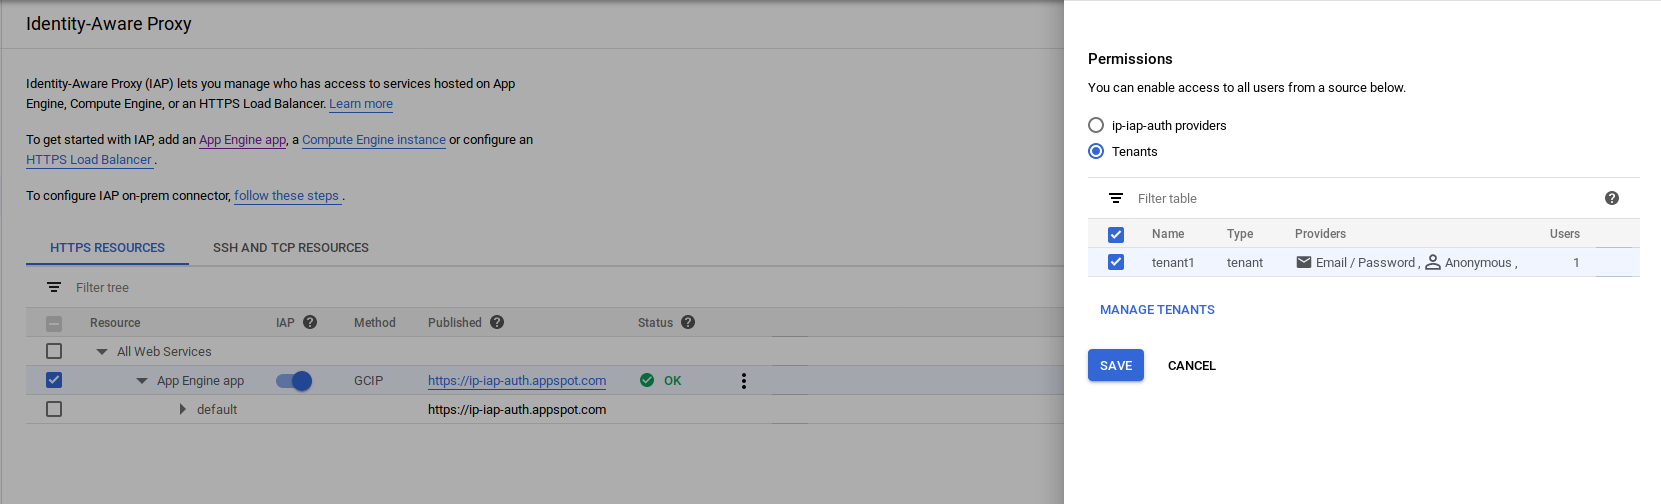 Identity-Aware Proxy
Identity-Aware Proxy (IAP) lets you manage who has access to services hosted on App
Engine, Compute Engine, or an HTTPS Load Balancer. Learn more
To get started with IAP, add an App Engine app, a Compute Engine instance or configure an
HTTPS Load Balancer .
To configure IAP on-prem connector, follow these steps .
HTTPS RESOURCES SSH AND TCP RESOURCES
Filter tree
Resource IAP Method Published Status
All Web Services
App Engine app GCIP https://ip-iap-auth.appspot.com OK
default https://ip-iap-auth.appspot.com
Permissions
You can enable access to all users from a source below.
ip-iap-auth providers
Tenants
Filter table
Name Type Providers Users
tenant1 tenant Email / Password , Anonymous , 1
MANAGE TENANTS
SAVE CANCEL